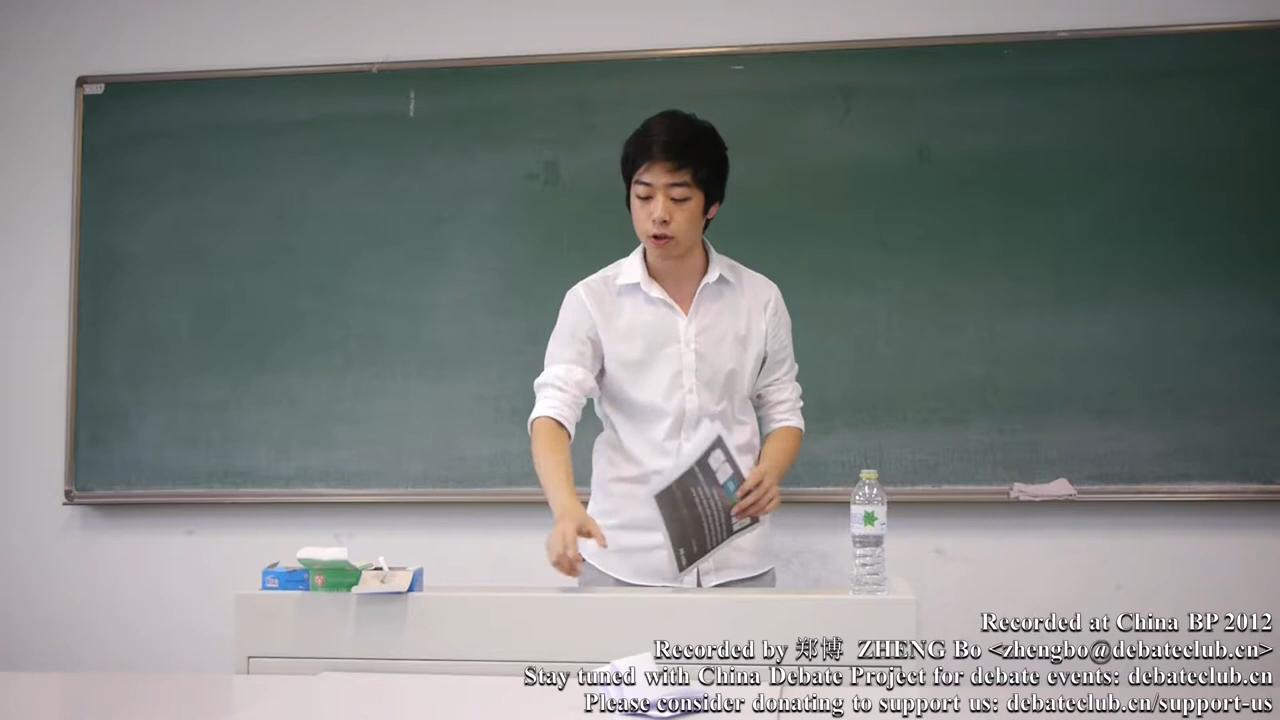 Recorded at China BP 2012
Recorded by 郑博 ZHENG Bo <zhengbo@debateclub.cn>
Stay tuned with China Debate Project for debate events: debateclub.cn
Please consider donating to support us: debateclub.cn/support-us